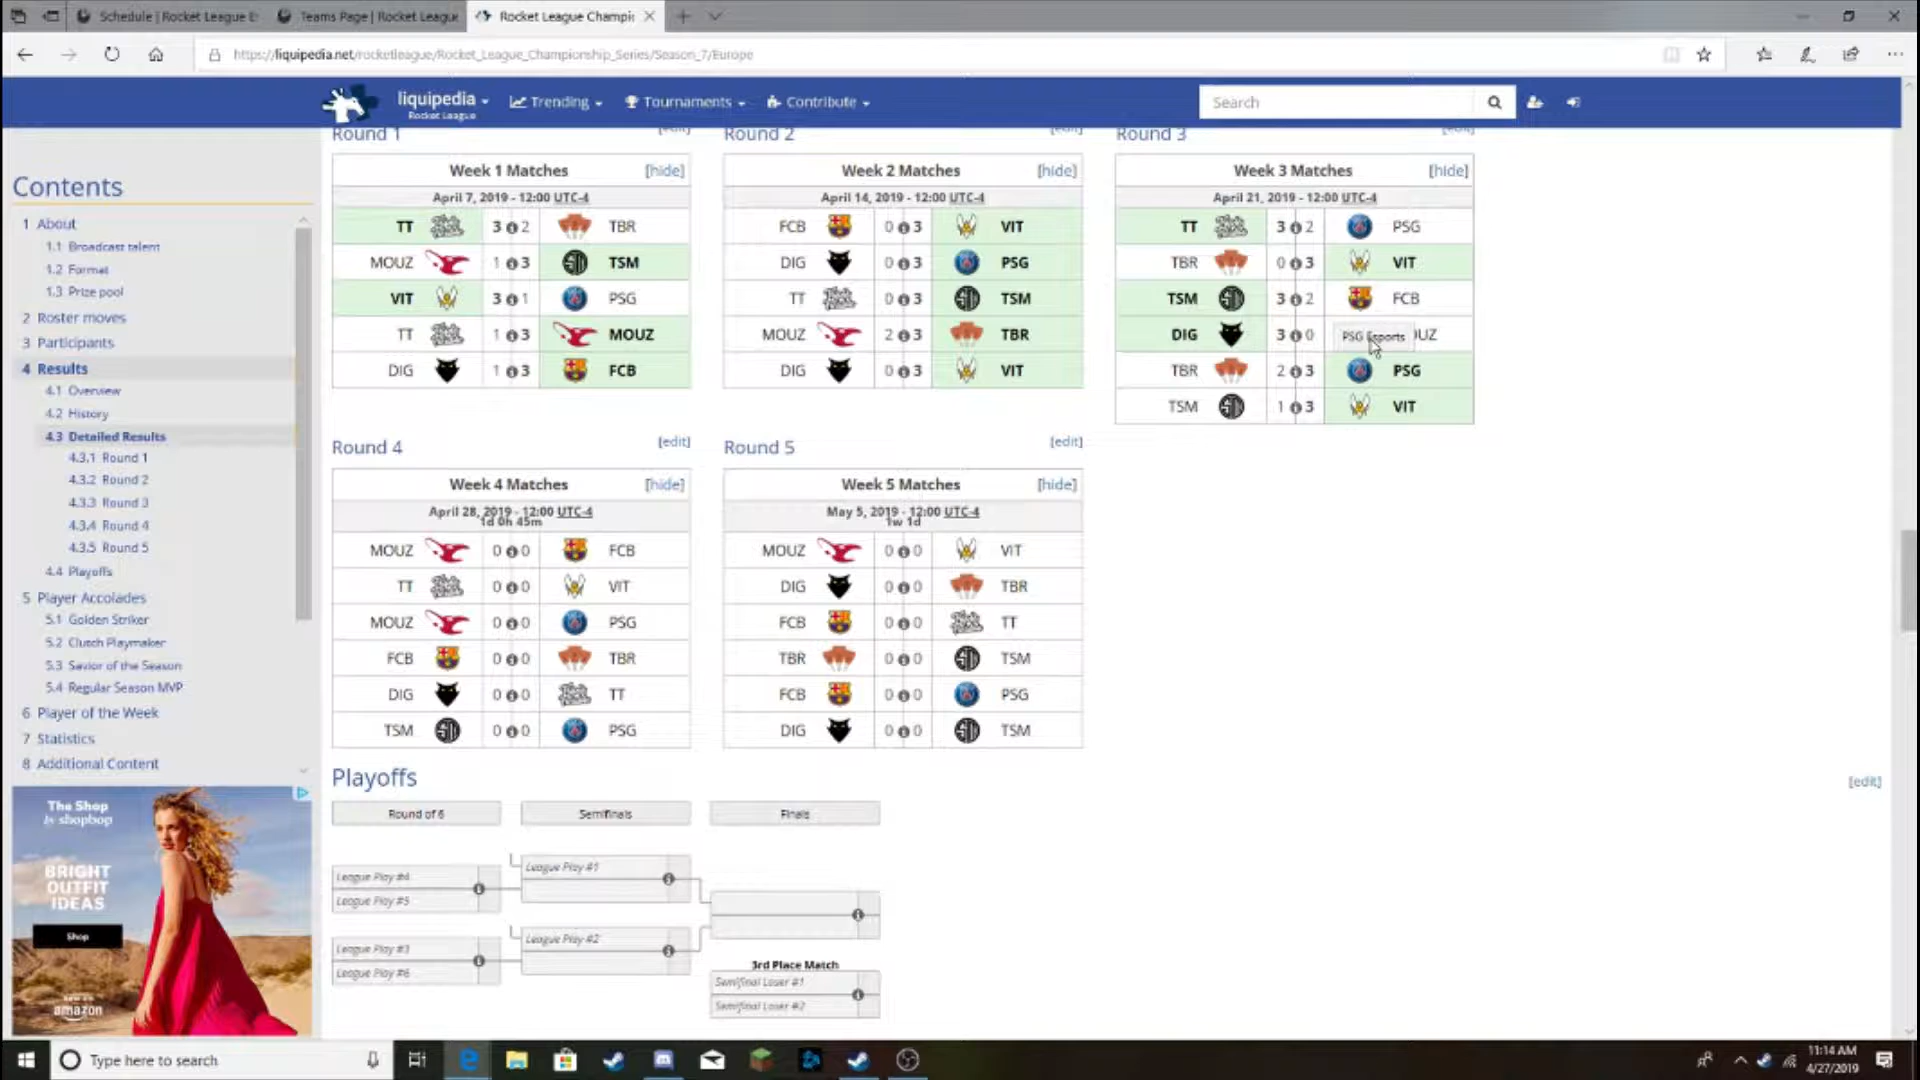 Schedule | Rocket League E
Teams Page | Rocket League
Rocket League Champi
https://liquipedia.net/rocketleague/Rocket_League_Championship_Series/Season_7/Europe
liquipedia
Rocket League
Trending
Tournaments
Contribute
Search
Contents
1 About
1.1 Broadcast talent
1.2 Format
1.3 Prize pool
2 Roster moves
3 Participants
4 Results
4.1 Overview
4.2 History
4.3 Detailed Results
4.3.1 Round 1
4.3.2 Round 2
4.3.3 Round 3
4.3.4 Round 4
4.3.5 Round 5
4.4 Playoffs
5 Player Accolades
5.1 Golden Striker
5.2 Clutch Playmaker
5.3 Savior of the Season
5.4 Regular Season MVP
6 Player of the Week
7 Statistics
8 Additional Content
The Shop
by shopbop
BRIGHT
OUTFIT
IDEAS
Shop
now on
amazon
Round 1 [edit]
Week 1 Matches [hide]
April 7, 2019 - 12:00 UTC-4
TT 3 2 TBR
MOUZ 1 3 TSM
VIT 3 1 PSG
TT 1 3 MOUZ
DIG 1 3 FCB
Round 2 [edit]
Week 2 Matches [hide]
April 14, 2019 - 12:00 UTC-4
FCB 0 3 VIT
DIG 0 3 PSG
TT 0 3 TSM
MOUZ 2 3 TBR
DIG 0 3 VIT
Round 3 [edit]
Week 3 Matches [hide]
April 21, 2019 - 12:00 UTC-4
TT 3 2 PSG
TBR 0 3 VIT
TSM 3 2 FCB
DIG 3 0 PSG Esports UZ
TBR 2 3 PSG
TSM 1 3 VIT
Round 4 [edit]
Week 4 Matches [hide]
April 28, 2019 - 12:00 UTC-4
1d 0h 45m
MOUZ 0 0 FCB
TT 0 0 VIT
MOUZ 0 0 PSG
FCB 0 0 TBR
DIG 0 0 TT
TSM 0 0 PSG
Round 5 [edit]
Week 5 Matches [hide]
May 5, 2019 - 12:00 UTC-4
1w 1d
MOUZ 0 0 VIT
DIG 0 0 TBR
FCB 0 0 TT
TBR 0 0 TSM
FCB 0 0 PSG
DIG 0 0 TSM
Playoffs [edit]
Round of 6
Semifinals
Finals
League Play #4
League Play #5
League Play #3
League Play #6
League Play #1
League Play #2
3rd Place Match
Semifinal Loser #1
Semifinal Loser #2
Type here to search
11:14 AM
4/27/2019